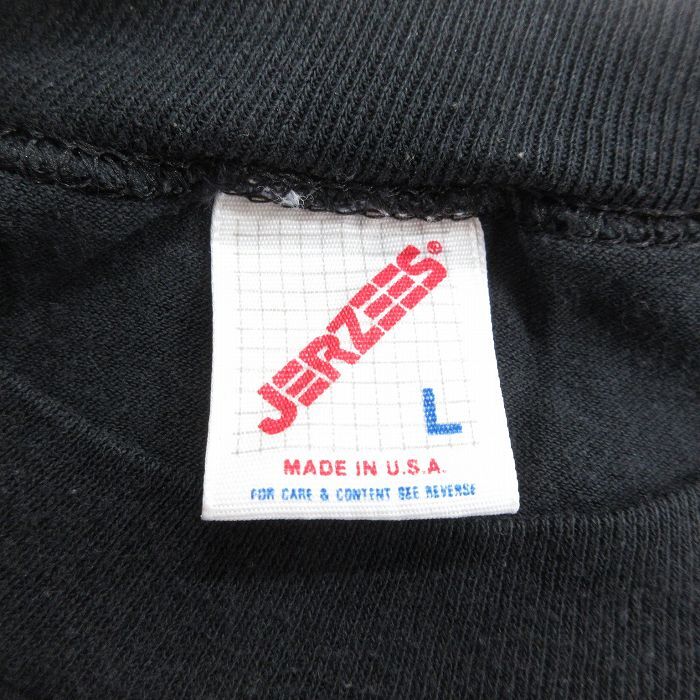 JERZEES®
L
MADE IN U.S.A.
FOR CARE & CONTENT SEE REVERSE